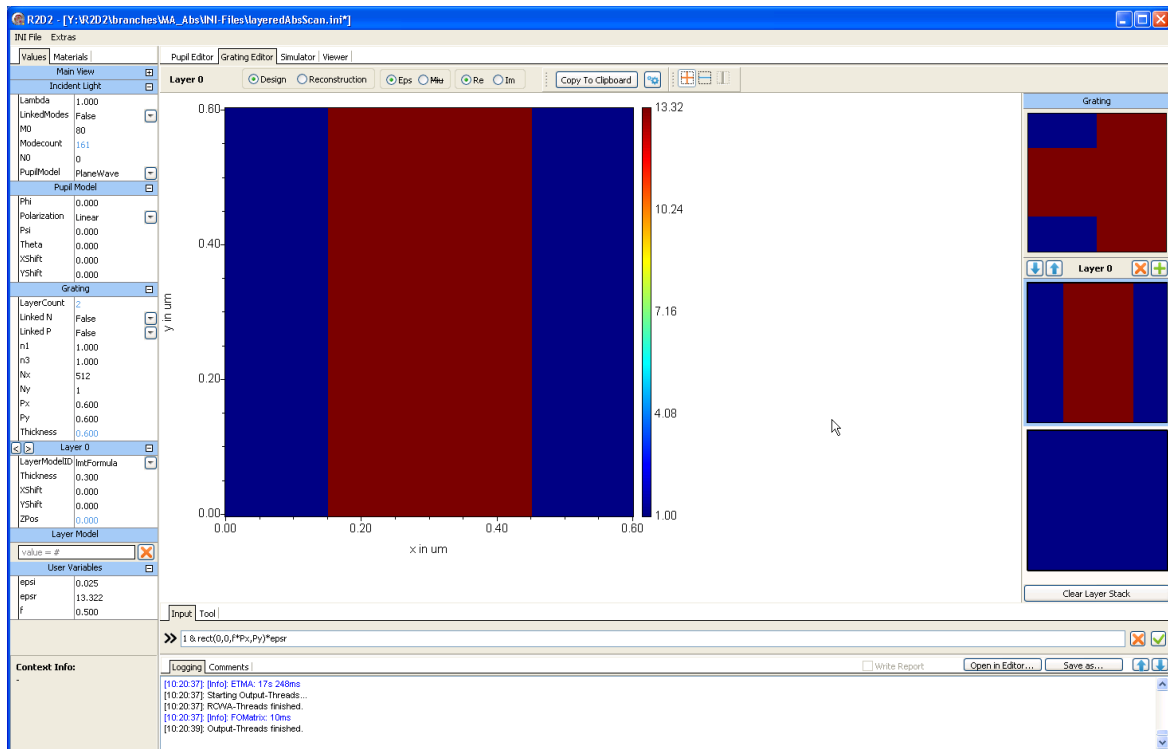 R2D2 - [Y:\R2D2\branches\MA_Abs\INI-Files\layeredAbsScan.ini*]
INI File Extras
Values Materials
Main View
Incident Light
Lambda 1.000
LinkedModes False
M0 80
Modecount 161
N0 0
PupilModel PlaneWave
Pupil Model
Phi 0.000
Polarization Linear
Psi 0.000
Theta 0.000
XShift 0.000
YShift 0.000
Grating
LayerCount 2
Linked N False
Linked P False
n1 1.000
n3 1.000
Nx 512
Ny 1
Px 0.600
Py 0.600
Thickness 0.600
< > Layer 0
LayerModelID ImtFormula
Thickness 0.300
XShift 0.000
YShift 0.000
ZPos 0.000
Layer Model
value = #
User Variables
epsi 0.025
epsr 13.322
f 0.500
Context Info:
-
Pupil Editor Grating Editor Simulator Viewer
Layer 0 Design Reconstruction Eps Miu Re Im Copy To Clipboard
0.60
0.40
0.20
0.00
y in um
0.00 0.20 0.40 0.60
x in um
13.32
10.24
7.16
4.08
1.00
Grating
Layer 0
Clear Layer Stack
Input Tool
1 & rect(0,0,f*Px,Py)*epsr
Logging Comments Write Report Open in Editor... Save as...
[10:20:37]: [Info]: ETMA: 17s 248ms
[10:20:37]: Starting Output-Threads...
[10:20:37]: RCWA-Threads finished.
[10:20:37]: [Info]: FOMatrix: 10ms
[10:20:39]: Output-Threads finished.